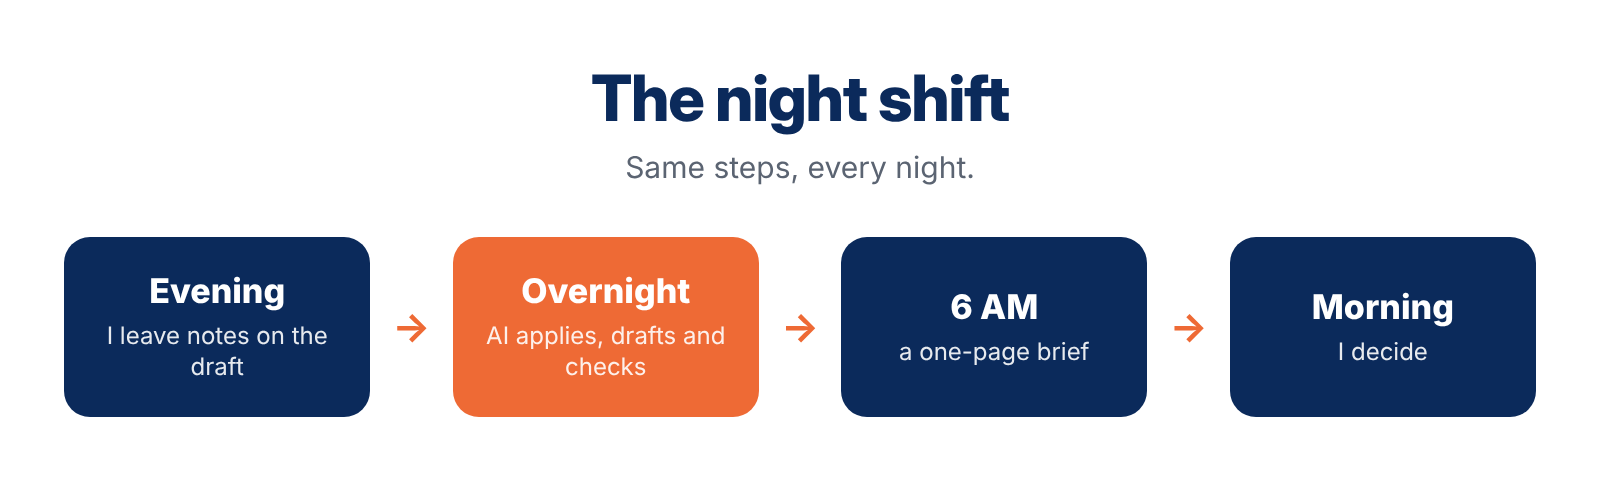 The night shift
Same steps, every night.
Evening
I leave notes on the
draft
→
Overnight
AI applies, drafts and
checks
→
6 AM
a one-page brief
→
Morning
I decide